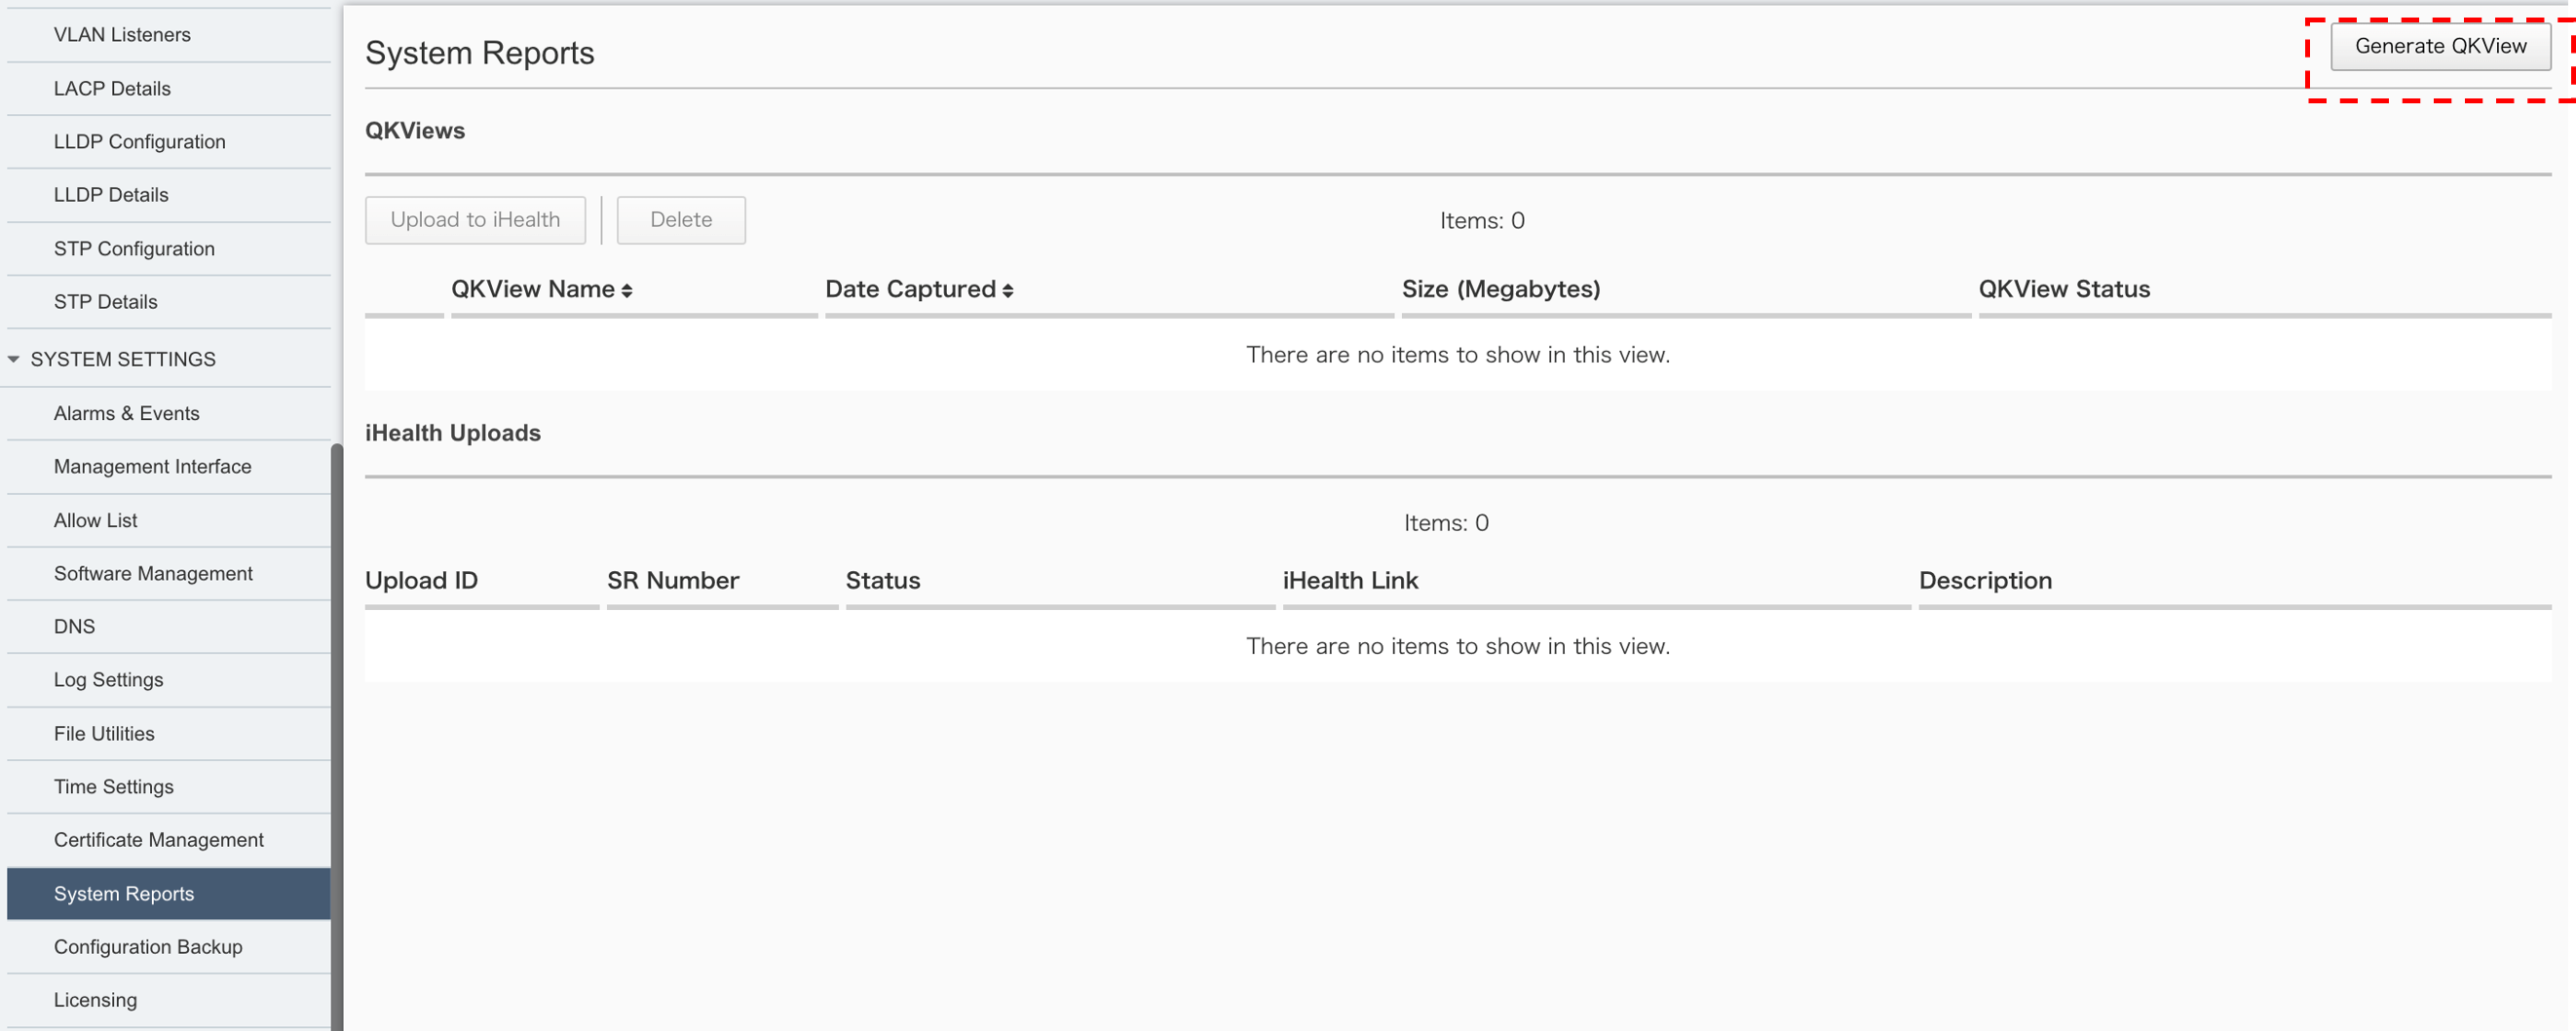 VLAN Listeners
LACP Details
LLDP Configuration
LLDP Details
STP Configuration
STP Details
SYSTEM SETTINGS
Alarms & Events
Management Interface
Allow List
Software Management
DNS
Log Settings
File Utilities
Time Settings
Certificate Management
System Reports
Configuration Backup
Licensing
System Reports
Generate QKView
QKViews
Upload to iHealth
Delete
Items: 0
QKView Name
Date Captured
Size (Megabytes)
QKView Status
There are no items to show in this view.
iHealth Uploads
Items: 0
Upload ID
SR Number
Status
iHealth Link
Description
There are no items to show in this view.